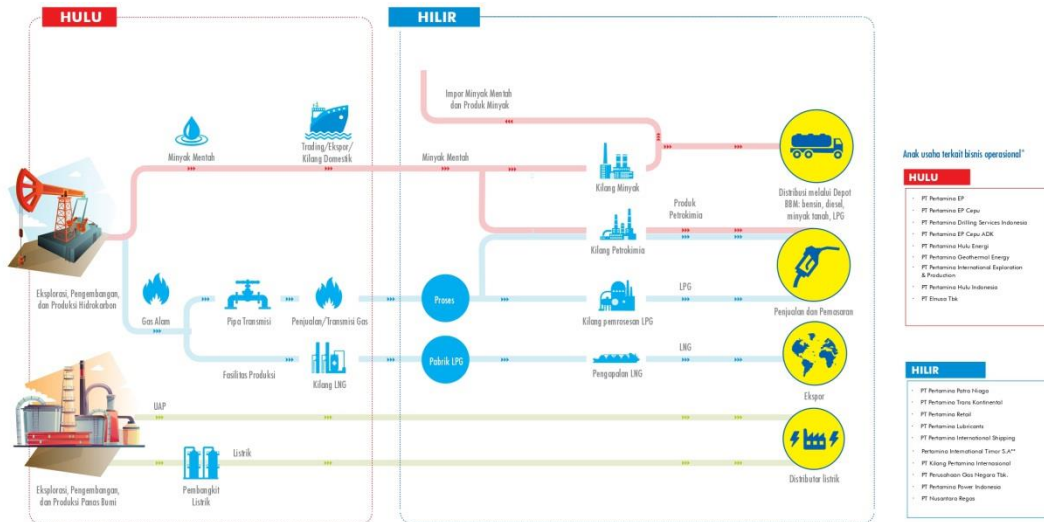 HULU
HILIR
Impor Minyak Mentah
dan Produk Minyak
Minyak Mentah
Trading/Ekspor/
Kilang Domestik
Minyak Mentah
Kilang Minyak
Distribusi melalui Depot
BBM: bensin, diesel,
minyak tanah, LPG
Produk
Petrokimia
Kilang Petrokimia
Eksplorasi, Pengembangan,
dan Produksi Hidrokarbon
Gas Alam
Pipa Transmisi
Penjualan/Transmisi Gas
Proses
Kilang pemrosesan LPG
LPG
Penjualan dan Pemasaran
Fasilitas Produksi
Kilang LNG
Pabrik LPG
Pengapalan LNG
LNG
Ekspor
UAP
Listrik
Pembangkit
Listrik
Distributor listrik
Eksplorasi, Pengembangan,
dan Produksi Panas Bumi
Anak usaha terkait bisnis operasional*
HULU
PT Pertamina EP
PT Pertamina EP Cepu
PT Pertamina Drilling Services Indonesia
PT Pertamina EP Cepu ADK
PT Pertamina Hulu Energi
PT Pertamina Geothermal Energy
PT Pertamina International Exploration
& Production
PT Pertamina Hulu Indonesia
PT Elnusa Tbk
HILIR
PT Pertamina Patra Niaga
PT Pertamina Trans Kontinental
PT Pertamina Retail
PT Pertamina Lubricants
PT Pertamina International Shipping
Pertamina International Timor S.A**
PT Kilang Pertamina Internasional
PT Perusahaan Gas Negara Tbk.
PT Pertamina Power Indonesia
PT Nusantara Regas